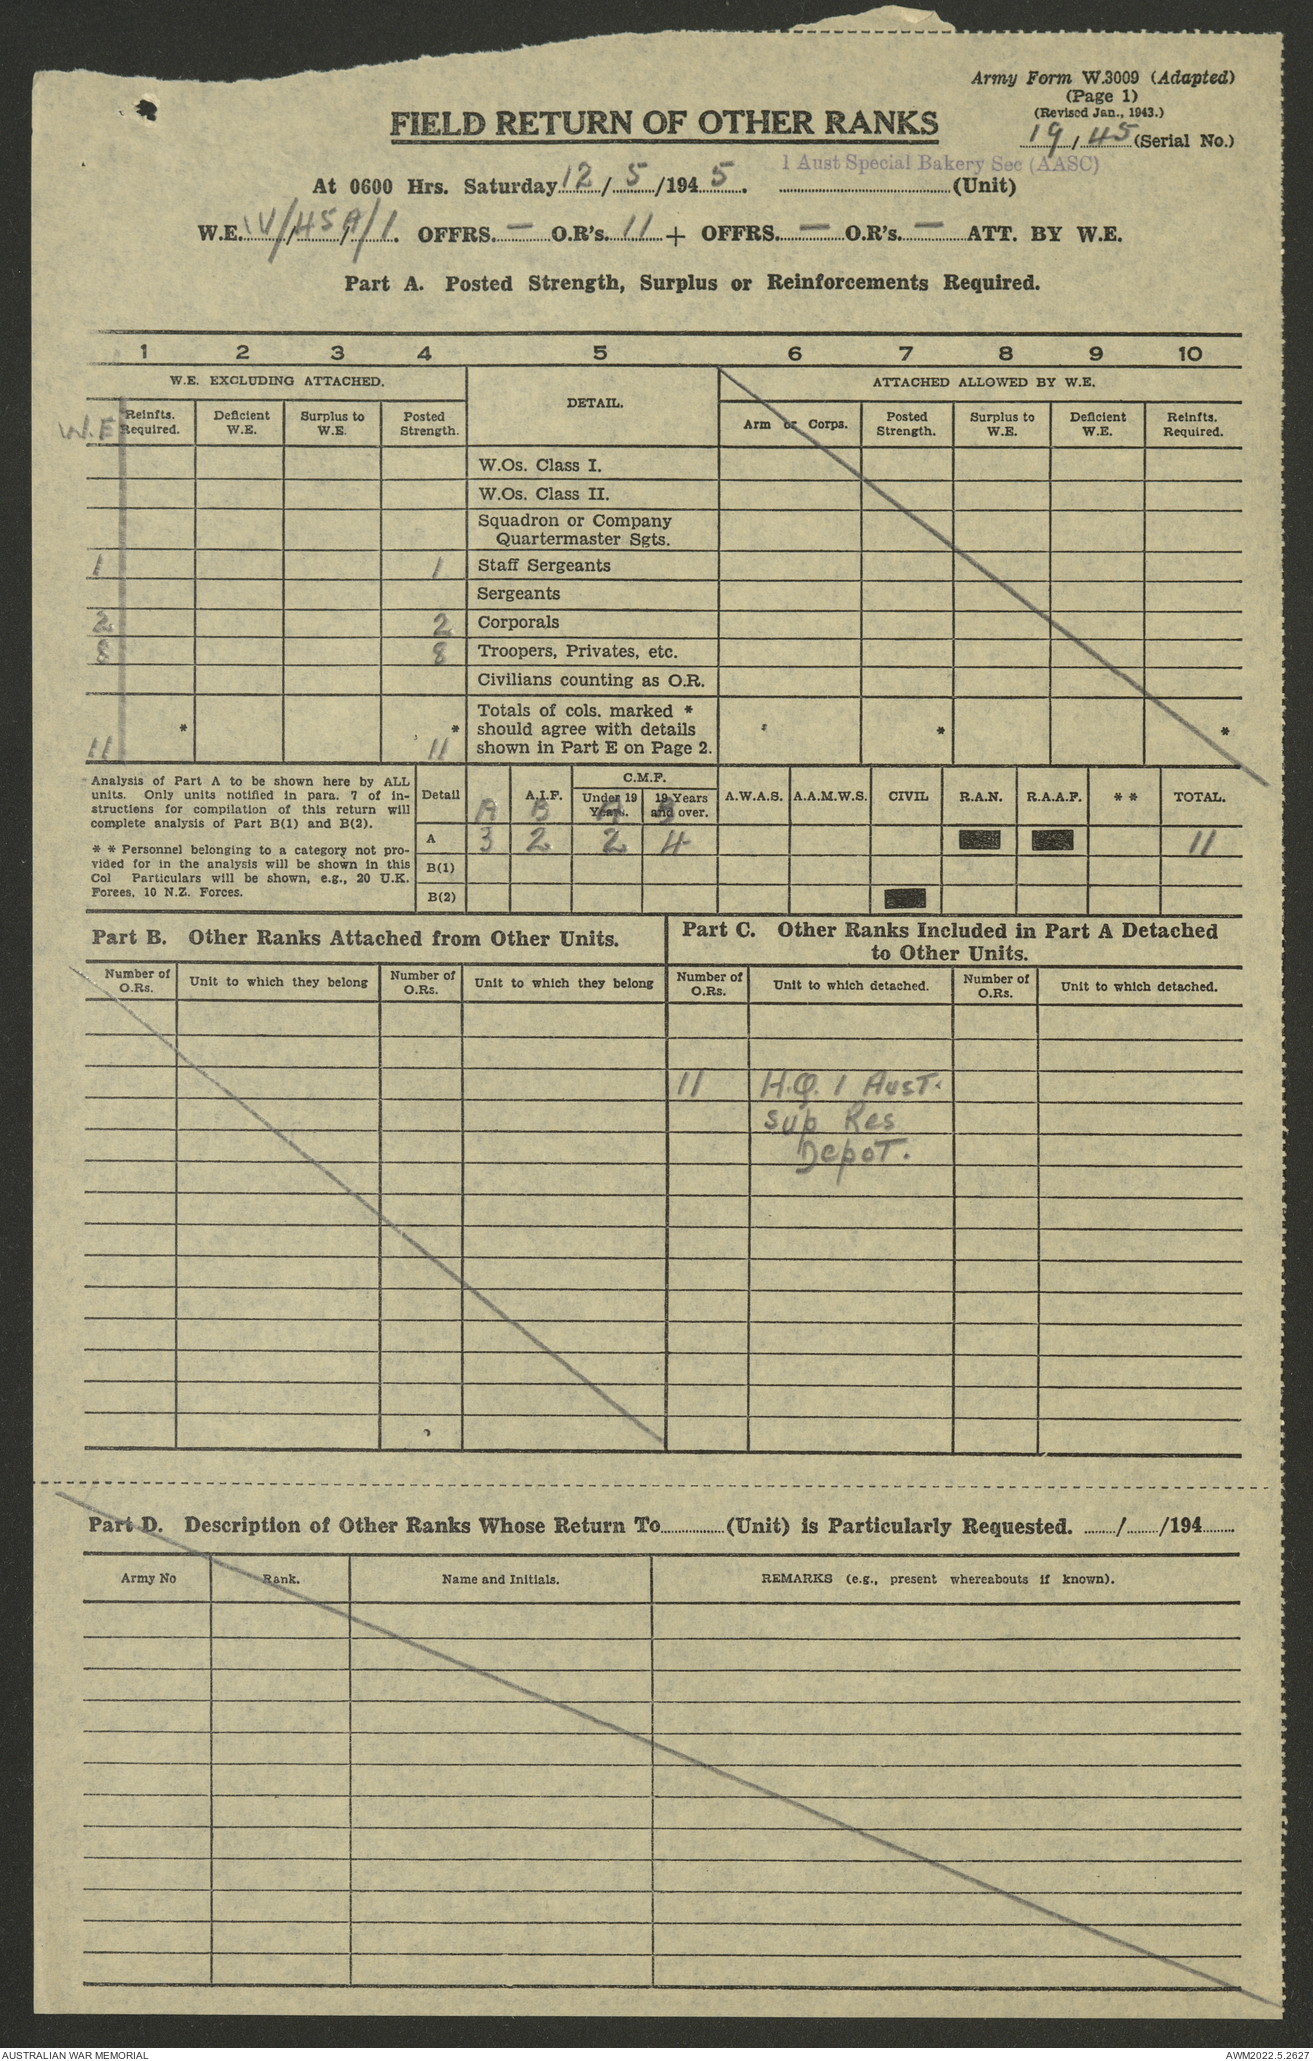 Army Form W.3009 (Adapted)
(Page 1)
(Revised Jan., 1943.)
19/45 (Serial No.)
FIELD RETURN OF OTHER RANKS
1 Aust Special Bakery Sec (AASC)
At 0600 Hrs. Saturday 12/5/1945. (Unit)
W.E. IV/45A/1. OFFRS. — O.R's. 11 + OFFRS. — O.R's. — ATT. BY W.E.
Part A. Posted Strength, Surplus or Reinforcements Required.
1 2 3 4 5 6 7 8 9 10
W.E. EXCLUDING ATTACHED. DETAIL. ATTACHED ALLOWED BY W.E.
W.E Reinfts. Required. Deficient W.E. Surplus to W.E. Posted Strength. Arm or Corps. Posted Strength. Surplus to W.E. Deficient W.E. Reinfts. Required.
W.Os. Class I.
W.Os. Class II.
Squadron or Company
Quartermaster Sgts.
1 1 Staff Sergeants
Sergeants
2 2 Corporals
8 8 Troopers, Privates, etc.
Civilians counting as O.R.
Totals of cols. marked *
* * should agree with details * *
11 11 shown in Part E on Page 2.
Analysis of Part A to be shown here by ALL
units. Only units notified in para. 7 of in-
structions for compilation of this return will
complete analysis of Part B(1) and B(2).
* * Personnel belonging to a category not pro-
vided for in the analysis will be shown in this
Col Particulars will be shown, e.g., 20 U.K.
Forees, 10 N.Z. Forces.
C.M.F.
Detail A.I.F. Under 19 Years. 19 Years and over. A.W.A.S. A.A.M.W.S. CIVIL R.A.N. R.A.A.F. * * TOTAL.
A B A B
A 3 2 2 4 11
B(1)
B(2)
Part B. Other Ranks Attached from Other Units.
Number of O.Rs. Unit to which they belong Number of O.Rs. Unit to which they belong
Part C. Other Ranks Included in Part A Detached
to Other Units.
Number of O.Rs. Unit to which detached. Number of O.Rs. Unit to which detached.
11 H.Q. 1 Aust.
Sup Res
Depot.
Part D. Description of Other Ranks Whose Return To (Unit) is Particularly Requested. / /194
Army No Rank. Name and Initials. REMARKS (e.g., present whereabouts if known).
AUSTRALIAN WAR MEMORIAL AWM2022.5.2627